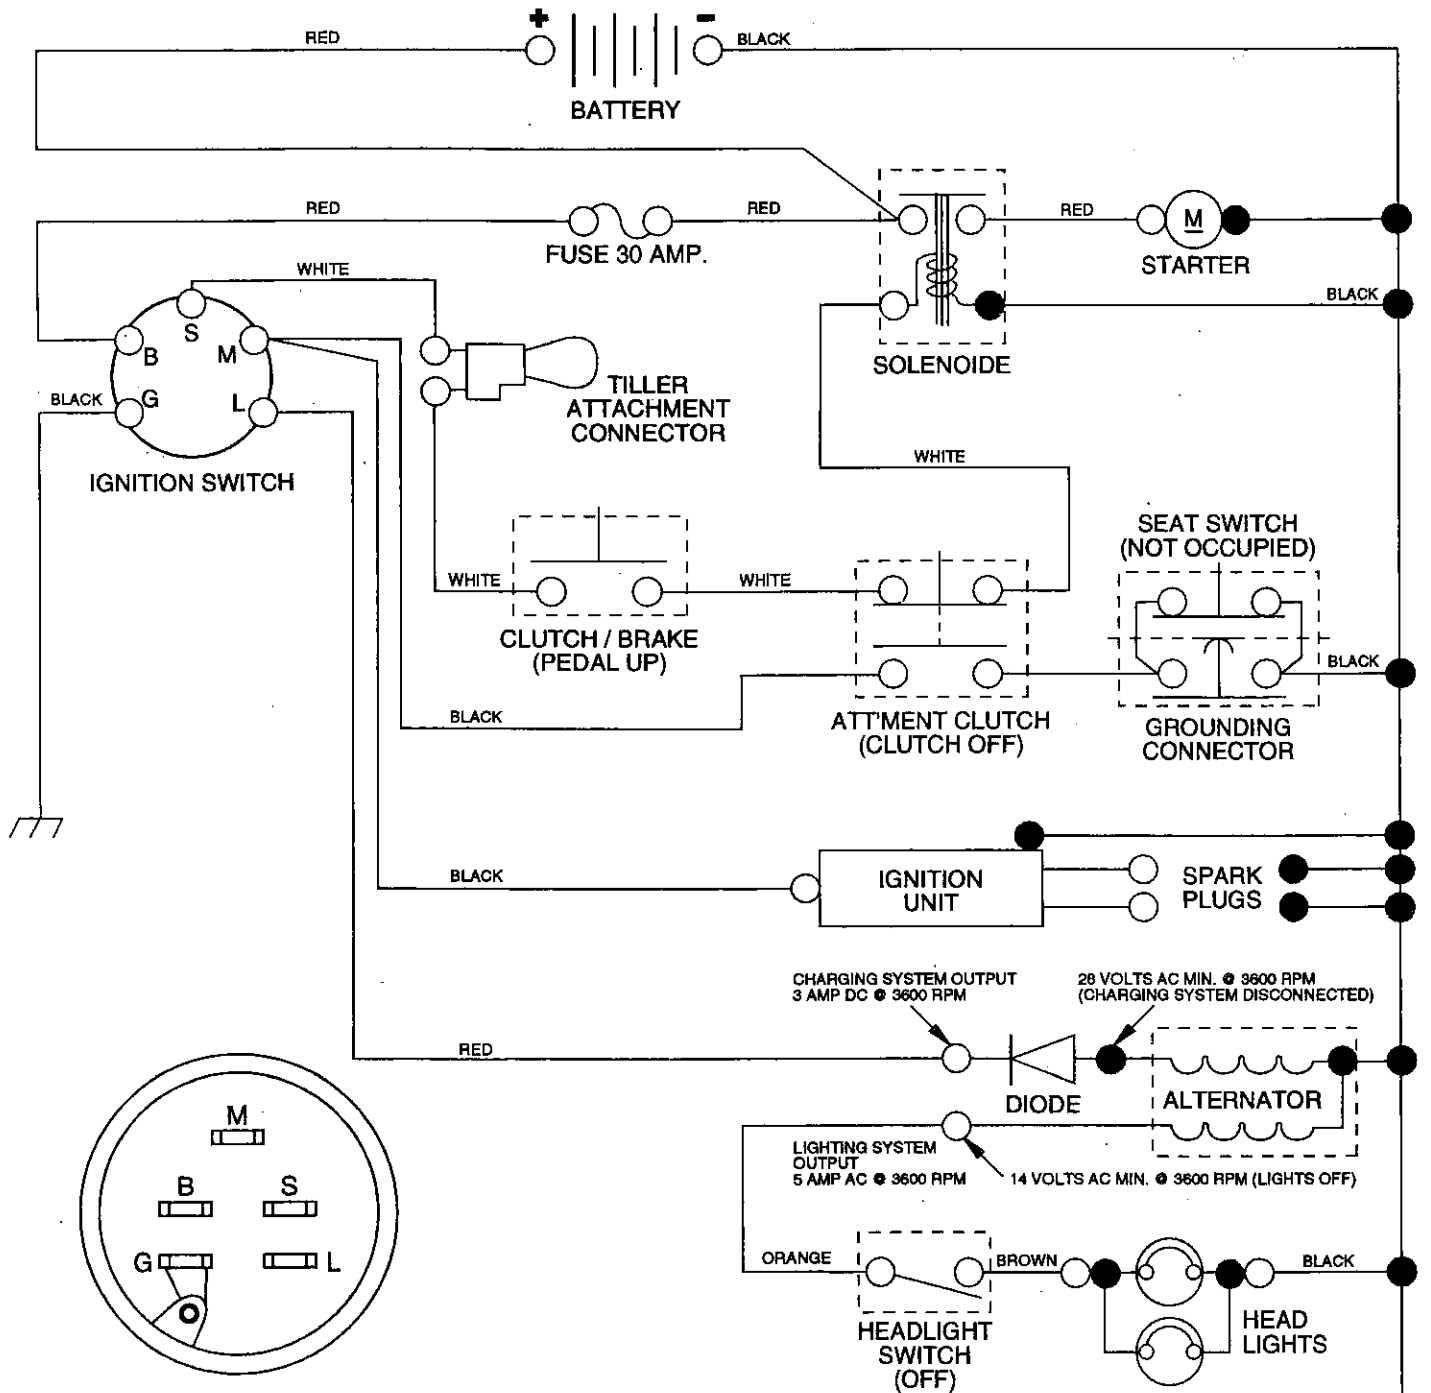 + -
RED
BLACK
BATTERY
RED
RED
RED
M
FUSE 30 AMP.
STARTER
WHITE
BLACK
S
B
M
SOLENOIDE
BLACK
G
L
TILLER
ATTACHMENT
CONNECTOR
WHITE
IGNITION SWITCH
SEAT SWITCH
(NOT OCCUPIED)
WHITE
WHITE
CLUTCH / BRAKE
(PEDAL UP)
BLACK
BLACK
ATT'MENT CLUTCH
(CLUTCH OFF)
GROUNDING
CONNECTOR
BLACK
IGNITION
UNIT
SPARK
PLUGS
CHARGING SYSTEM OUTPUT
3 AMP DC @ 3600 RPM
28 VOLTS AC MIN. @ 3600 RPM
(CHARGING SYSTEM DISCONNECTED)
RED
DIODE
ALTERNATOR
LIGHTING SYSTEM
OUTPUT
5 AMP AC @ 3600 RPM
14 VOLTS AC MIN. @ 3600 RPM (LIGHTS OFF)
M
B
S
G
L
ORANGE
BROWN
BLACK
HEADLIGHT
SWITCH
(OFF)
HEAD
LIGHTS